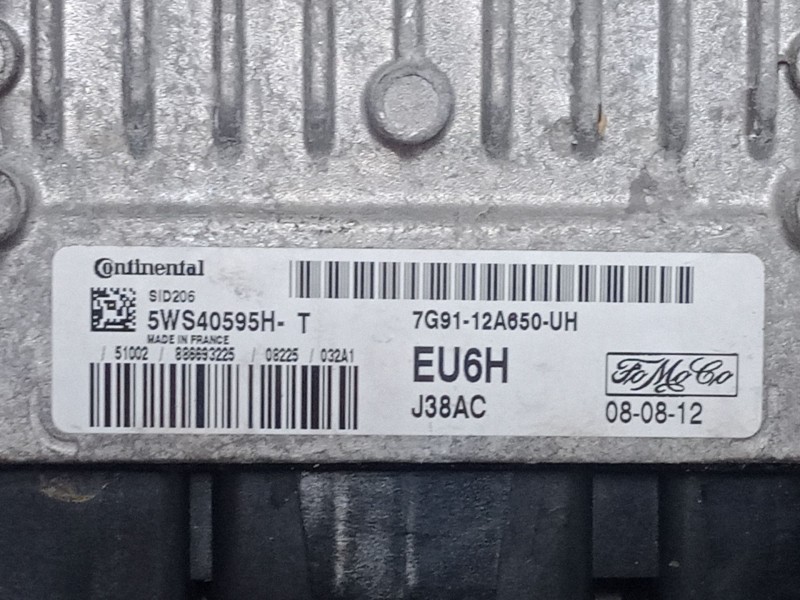 Continental
SID206
5WS40595H- T
MADE IN FRANCE
/ 51002 / 886693225 / 08225 / 032A1
7G91-12A650-UH
EU6H
J38AC
FoMoCo
08-08-12